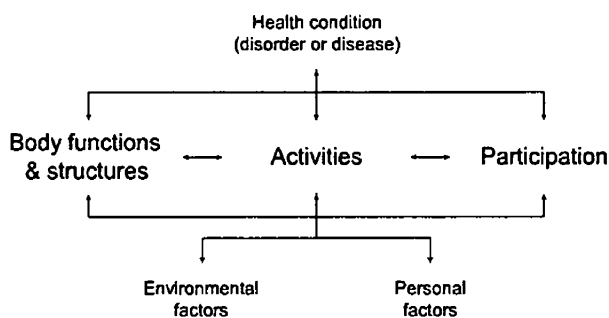 Health condition
(disorder or disease)
Body functions
& structures
Activities
Participation
Environmental
factors
Personal
factors